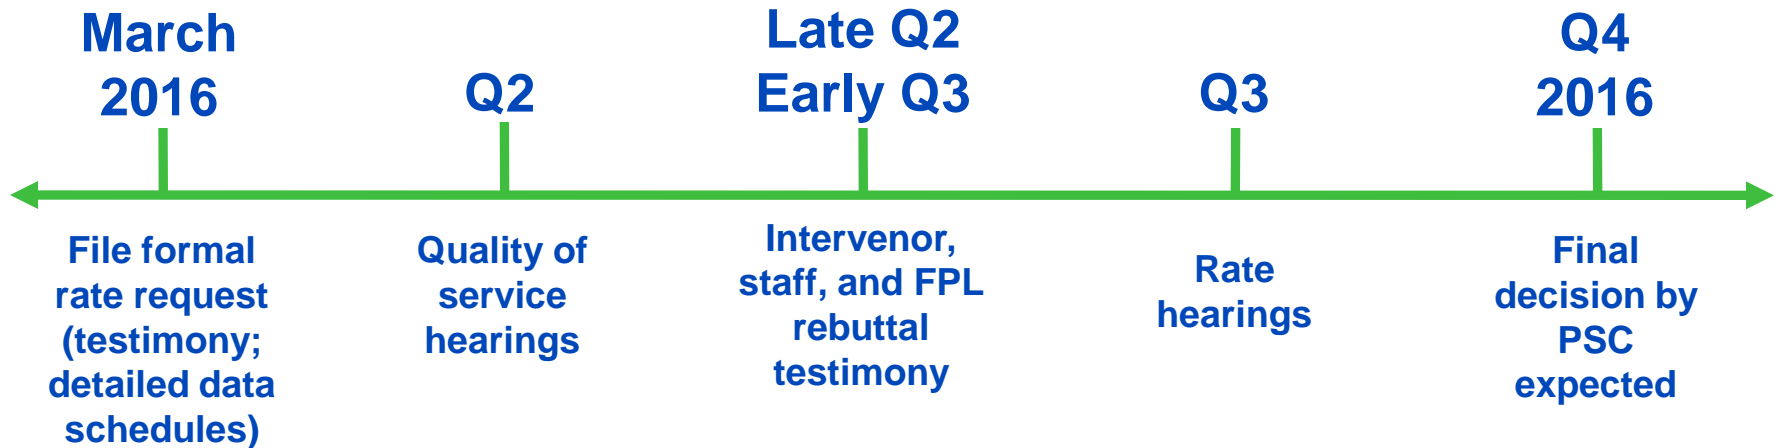 March
2016
Q2
Late Q2
Early Q3
Q3
Q4
2016
File formal
rate request
(testimony;
detailed data
schedules)
Quality of
service
hearings
Intervenor,
staff, and FPL
rebuttal
testimony
Rate
hearings
Final
decision by
PSC
expected